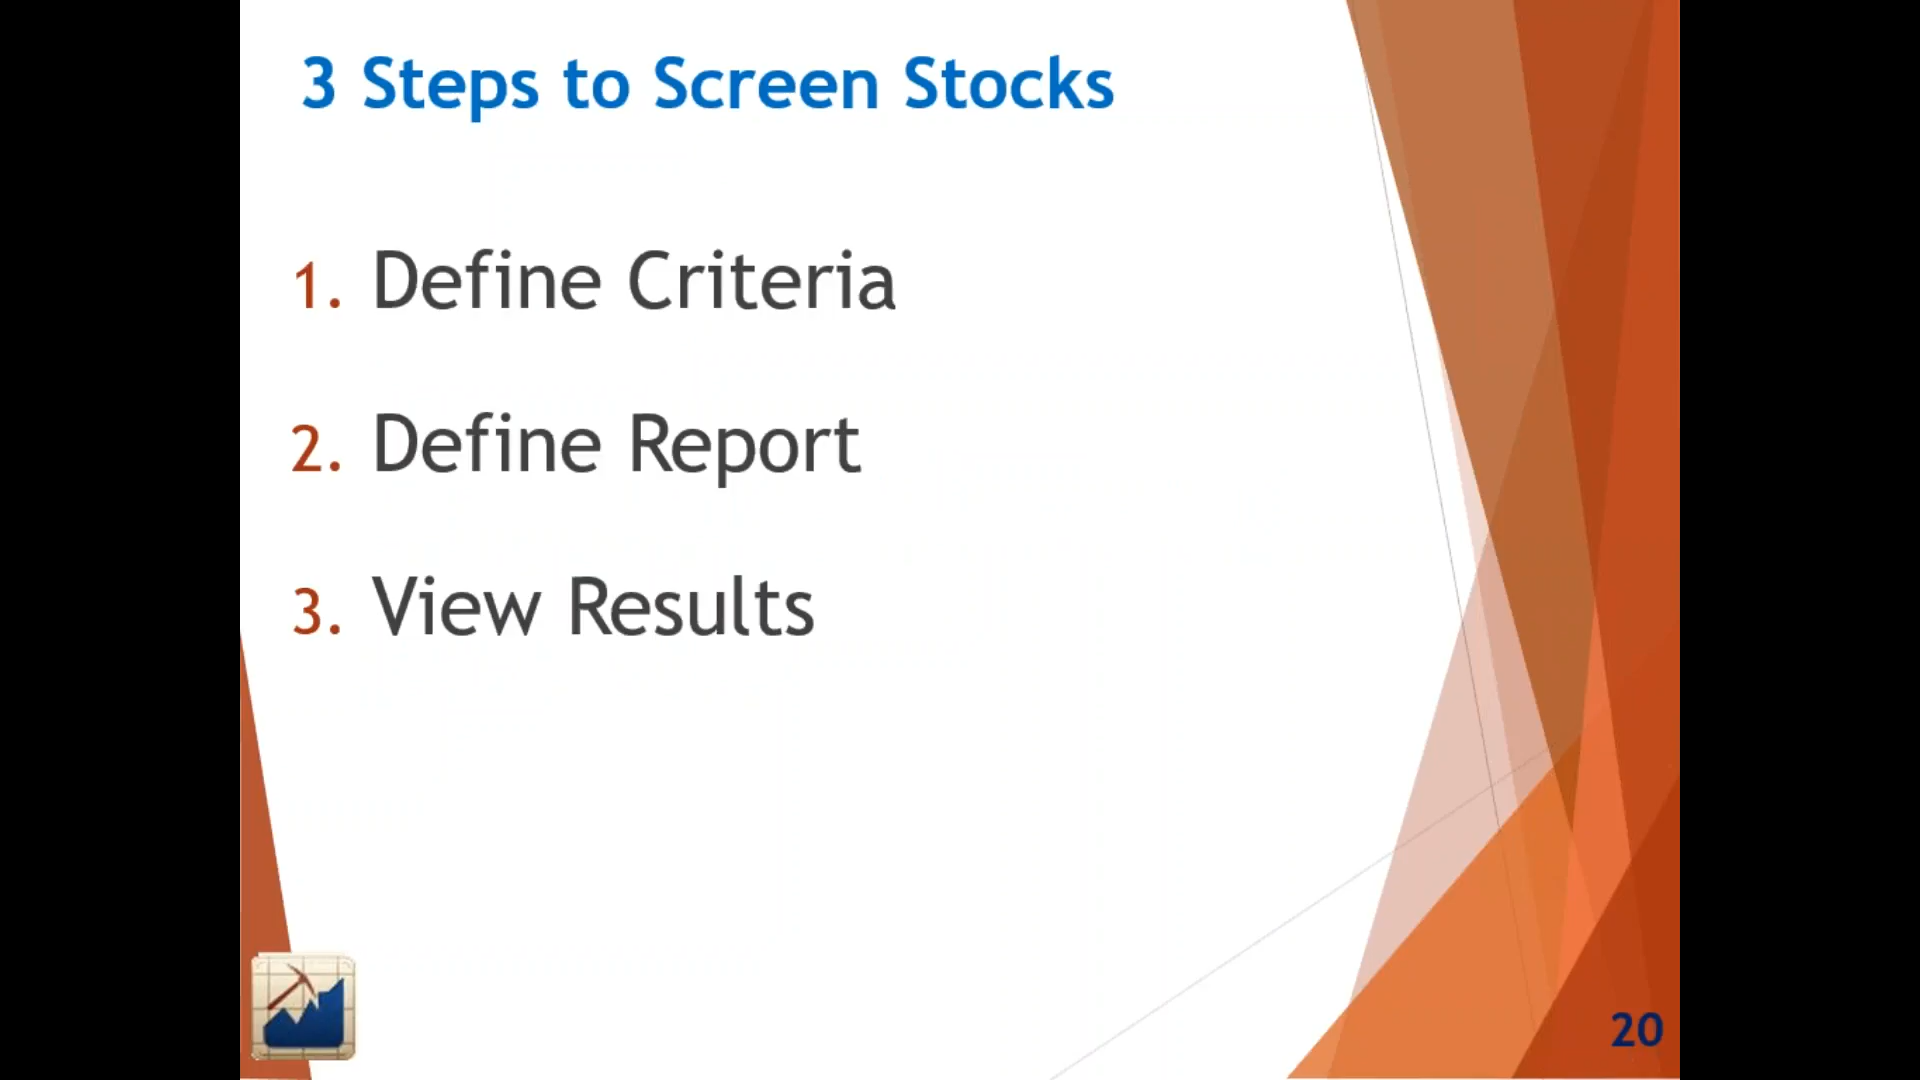 3 Steps to Screen Stocks
1. Define Criteria
2. Define Report
3. View Results
20